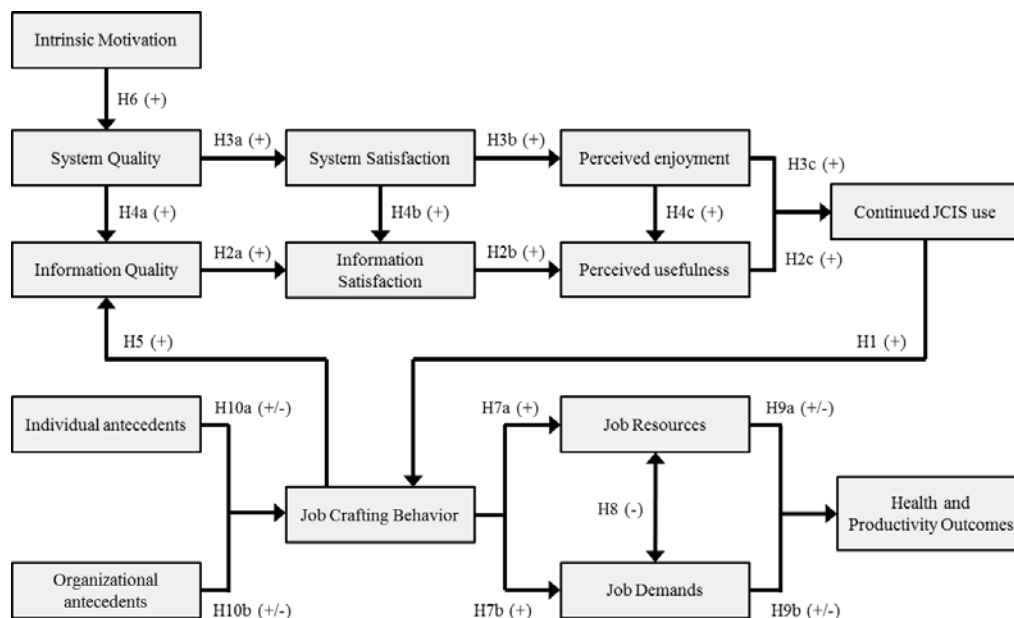 Intrinsic Motivation
H6 (+)
System Quality
H3a (+)
System Satisfaction
H3b (+)
Perceived enjoyment
H3c (+)
Continued JCIS use
H4a (+)
H4b (+)
H4c (+)
Information Quality
H2a (+)
Information
Satisfaction
H2b (+)
Perceived usefulness
H2c (+)
H5 (+)
H1 (+)
Individual antecedents
H10a (+/-)
H7a (+)
Job Resources
H9a (+/-)
Job Crafting Behavior
H8 (-)
Health and
Productivity Outcomes
Organizational
antecedents
H10b (+/-)
H7b (+)
Job Demands
H9b (+/-)